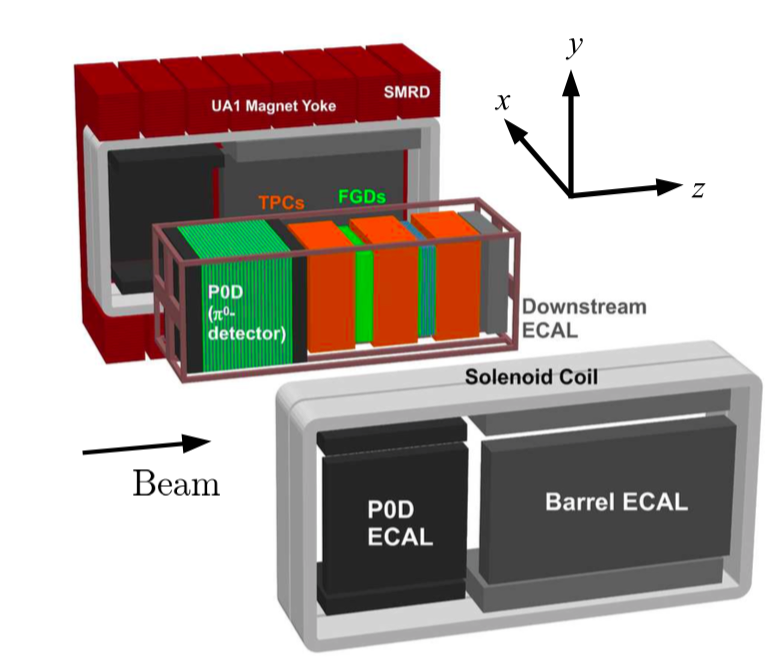 y
x
z
SMRD
UA1 Magnet Yoke
TPCs
FGDs
P0D
(π⁰-
detector)
Downstream
ECAL
Solenoid Coil
Beam
P0D
ECAL
Barrel ECAL